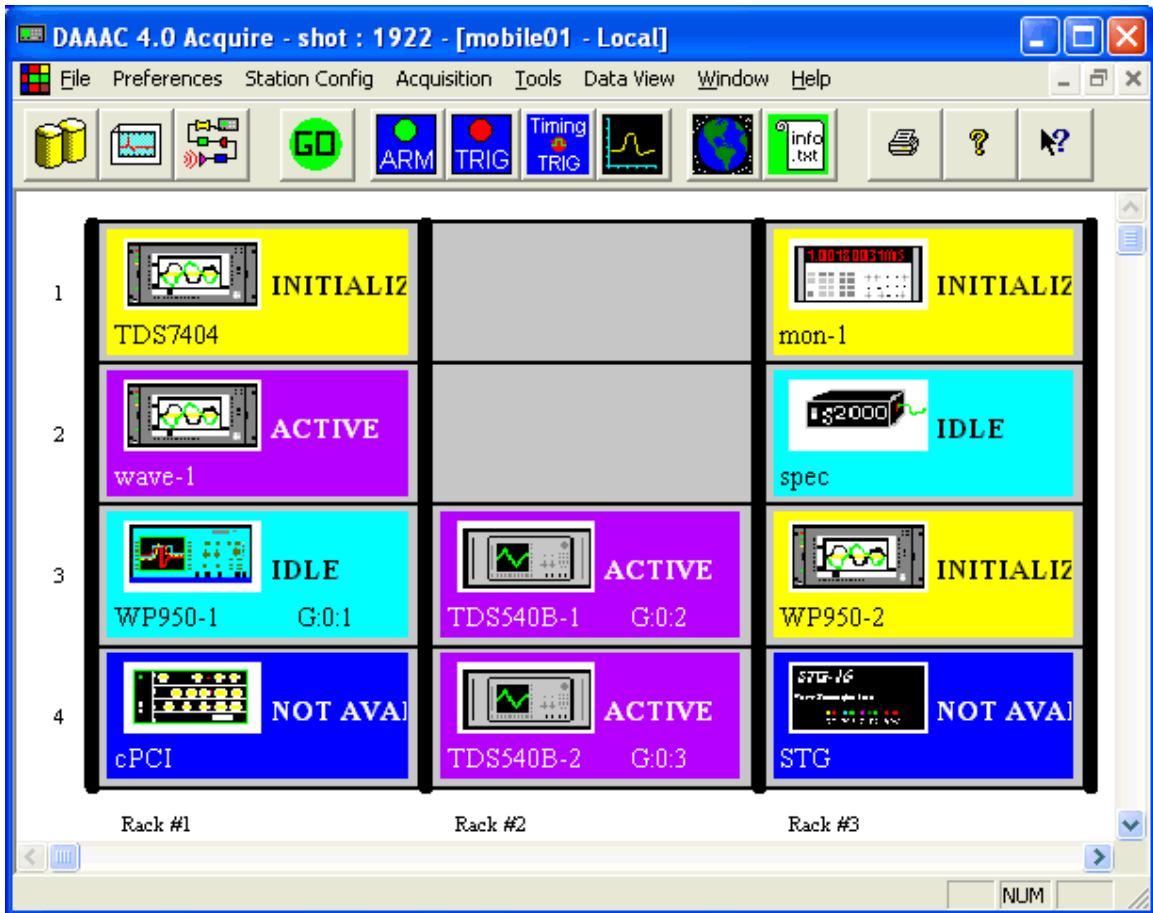 DAAAC 4.0 Acquire - shot : 1922 - [mobile01 - Local]
File Preferences Station Config Acquisition Tools Data View Window Help
GO ARM TRIG Timing TRIG info .txt ? ?
1
INITIALIZ
TDS7404
INITIALIZ
mon-1
2
ACTIVE
wave-1
S2000
IDLE
spec
3
IDLE
WP950-1 G:0:1
ACTIVE
TDS540B-1 G:0:2
INITIALIZ
WP950-2
4
NOT AVAI
cPCI
ACTIVE
TDS540B-2 G:0:3
STG-16
NOT AVAI
STG
Rack #1 Rack #2 Rack #3
NUM